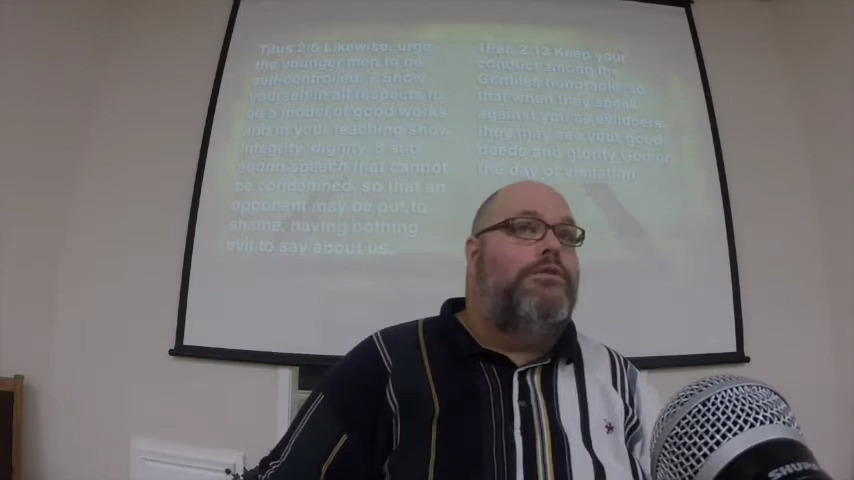 Titus 2:6 Likewise, urge
the younger men to be
self-controlled. 7 Show
yourself in all respects to
be a model of good works,
and in your teaching show
integrity, dignity, 8 and
sound speech that cannot
be condemned, so that an
opponent may be put to
shame, having nothing
evil to say about us.
1Pet. 2:12 Keep your
conduct among the
Gentiles honorable, so
that when they speak
against you as evildoers,
they may see your good
deeds and glorify God on
the day of visitation.
SHURE